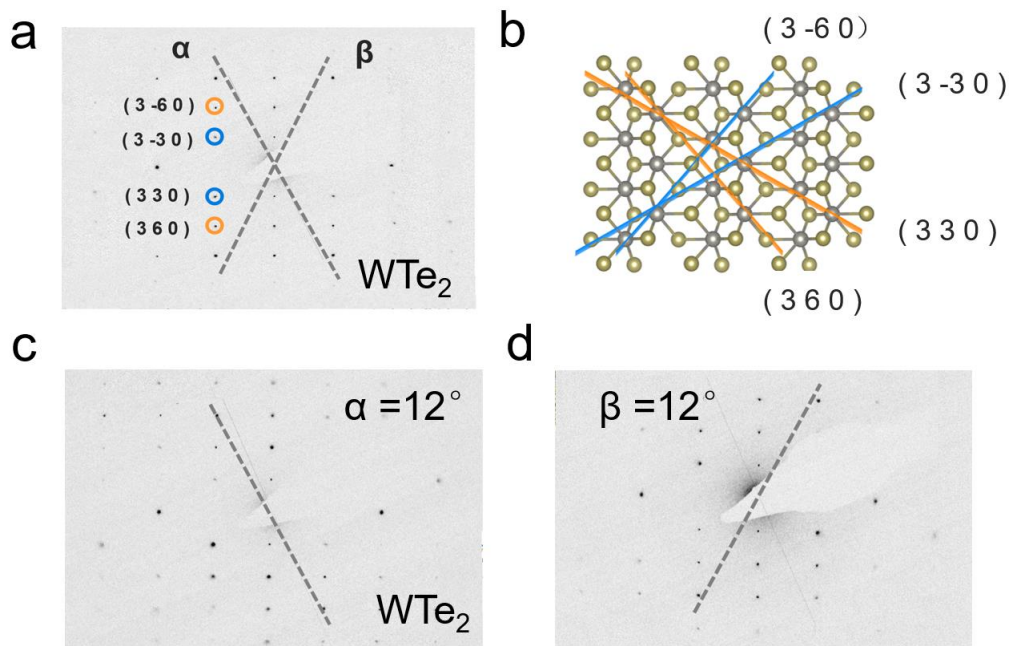 a
α
β
( 3 -6 0 )
( 3 -3 0 )
( 3 3 0 )
( 3 6 0 )
WTe₂
b
( 3 -6 0）
( 3 -3 0 )
( 3 3 0 )
( 3 6 0 )
c
α =12°
WTe₂
d
β =12°